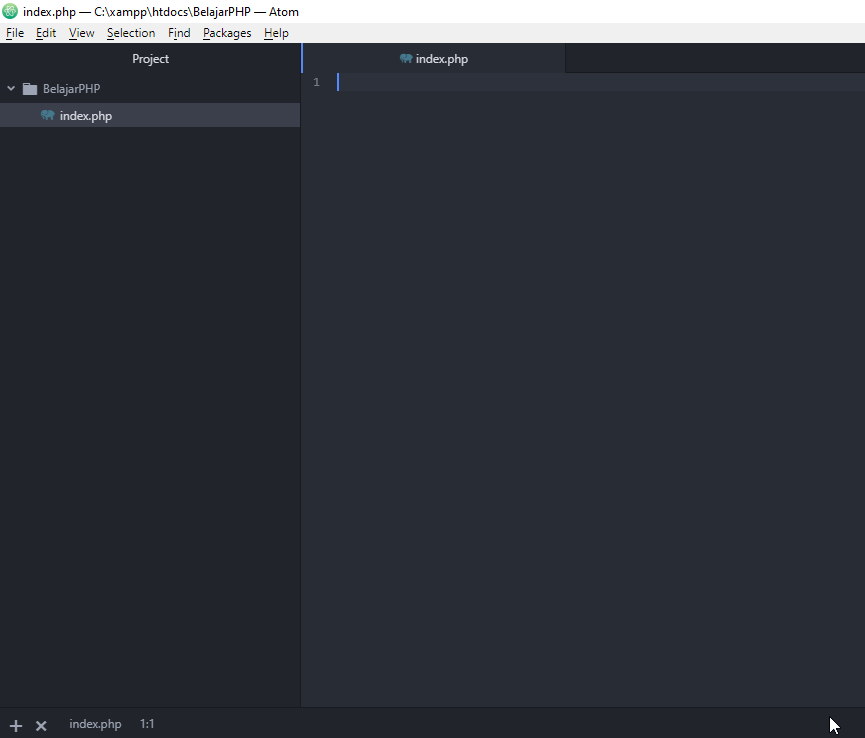 index.php — C:\xampp\htdocs\BelajarPHP — Atom
File Edit View Selection Find Packages Help
Project
index.php
BelajarPHP
index.php
1
index.php 1:1